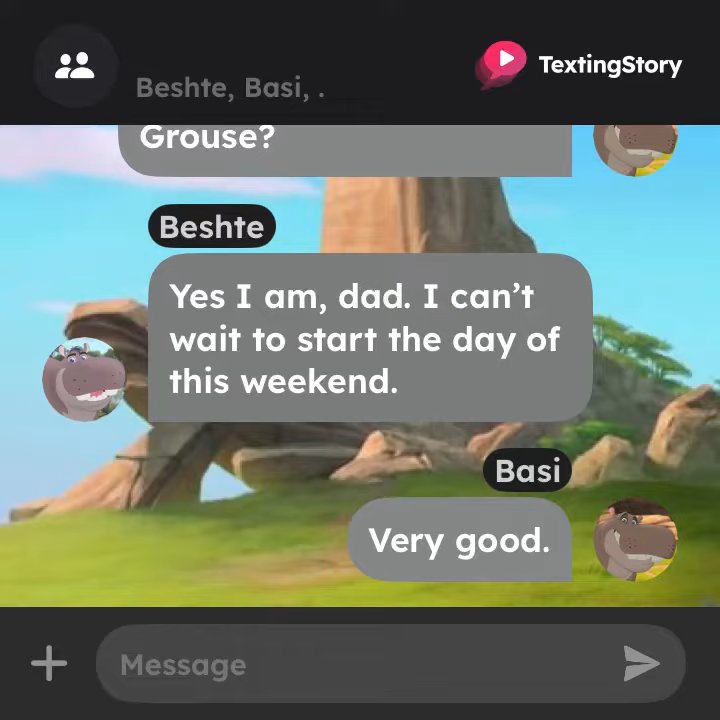 TextingStory
Beshte, Basi, .
Grouse?
Beshte
Yes I am, dad. I can’t
wait to start the day of
this weekend.
Basi
Very good.
Message